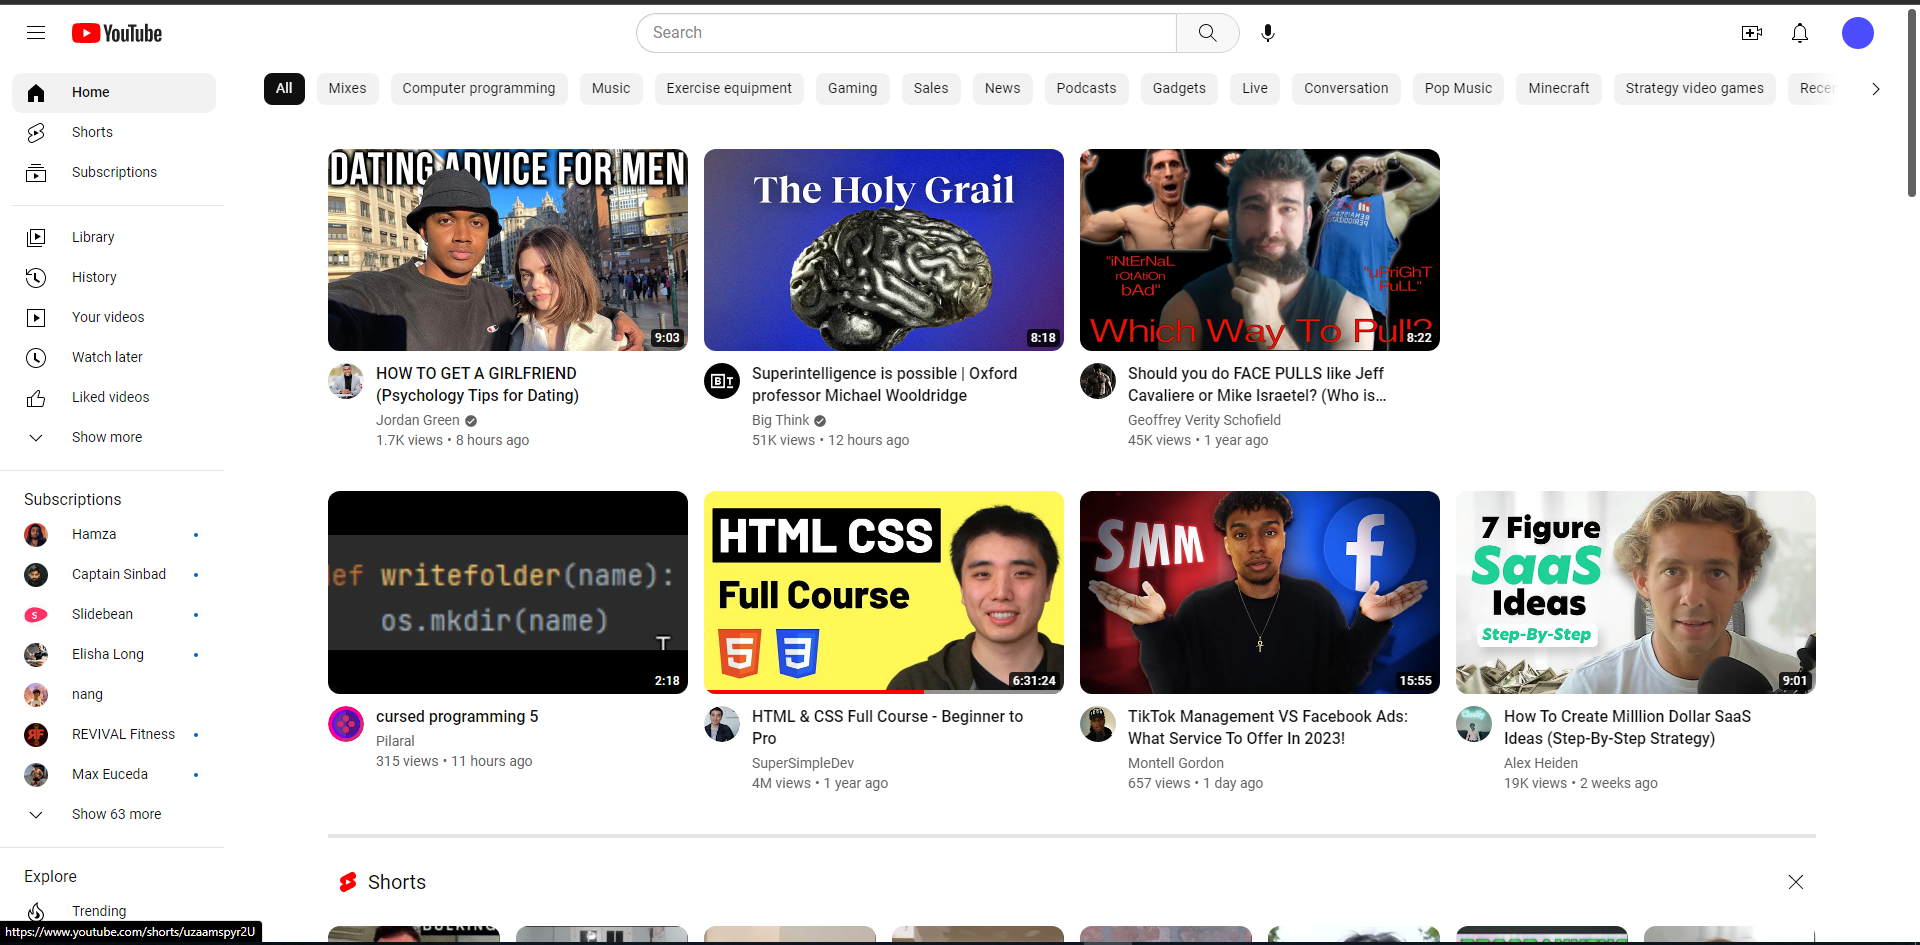 YouTube
Search
Home
Shorts
Subscriptions
Library
History
Your videos
Watch later
Liked videos
Show more
Subscriptions
Hamza
Captain Sinbad
Slidebean
Elisha Long
nang
REVIVAL Fitness
Max Euceda
Show 63 more
Explore
Trending
https://www.youtube.com/shorts/uzaamspyr2U
All Mixes Computer programming Music Exercise equipment Gaming Sales News Podcasts Gadgets Live Conversation Pop Music Minecraft Strategy video games
DATING ADVICE FOR MEN
9:03
HOW TO GET A GIRLFRIEND
(Psychology Tips for Dating)
Jordan Green
1.7K views • 8 hours ago
The Holy Grail
8:18
Superintelligence is possible | Oxford
professor Michael Wooldridge
Big Think
51K views • 12 hours ago
"iNtErNaL
rOtAtiOn
bAd"
"uPriGhT
PuLL"
Which Way To Pull?
8:22
Should you do FACE PULLS like Jeff
Cavaliere or Mike Israetel? (Who is...
Geoffrey Verity Schofield
45K views • 1 year ago
def writefolder(name):
os.mkdir(name)
2:18
cursed programming 5
Pilaral
315 views • 11 hours ago
HTML CSS
Full Course
5 3
6:31:24
HTML & CSS Full Course - Beginner to
Pro
SuperSimpleDev
4M views • 1 year ago
SMM
f
15:55
TikTok Management VS Facebook Ads:
What Service To Offer In 2023!
Montell Gordon
657 views • 1 day ago
7 Figure
SaaS
Ideas
Step-By-Step
9:01
How To Create Milllion Dollar SaaS
Ideas (Step-By-Step Strategy)
Alex Heiden
19K views • 2 weeks ago
Shorts